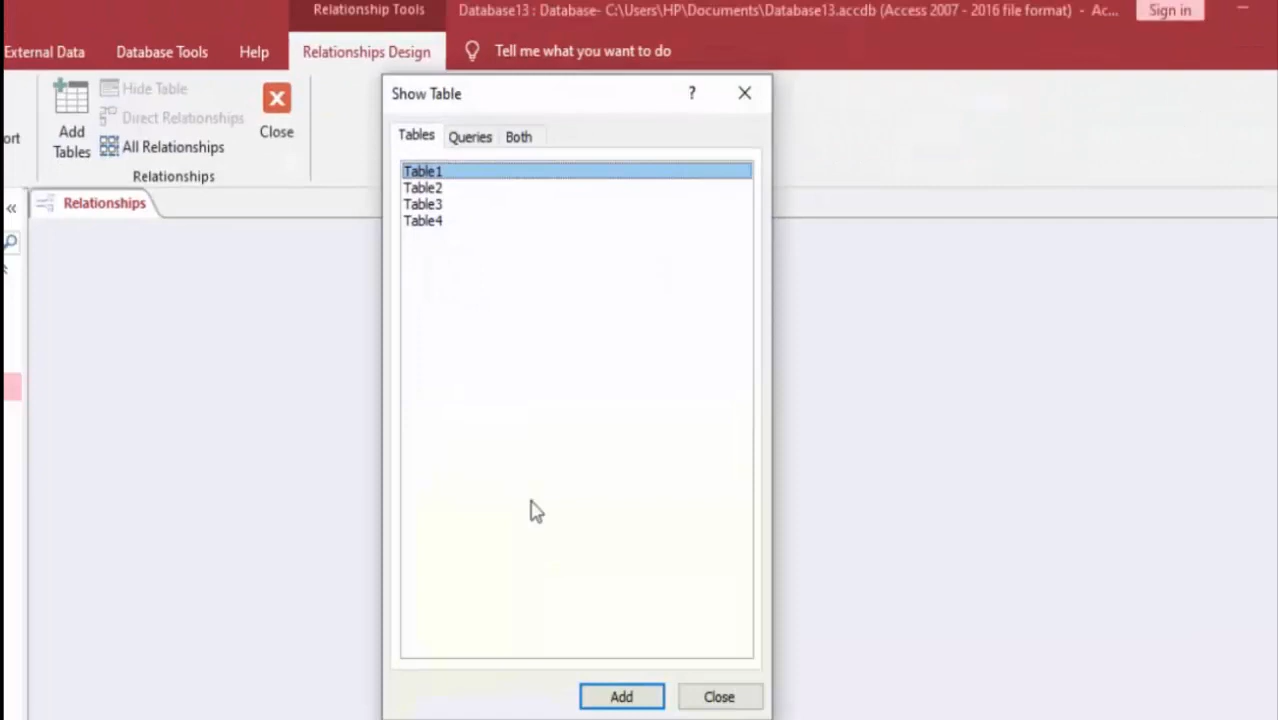 Relationship Tools
Database13 : Database- C:\Users\HP\Documents\Database13.accdb (Access 2007 - 2016 file format) - Ac...
Sign in
External Data
Database Tools
Help
Relationships Design
Tell me what you want to do
ort
Add
Tables
Hide Table
Direct Relationships
All Relationships
Close
Relationships
Relationships
Show Table
Tables
Queries
Both
Table1
Table2
Table3
Table4
Add
Close